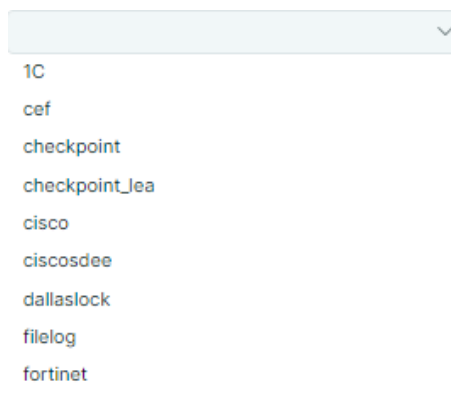 1C
cef
checkpoint
checkpoint_lea
cisco
ciscosdee
dallaslock
filelog
fortinet